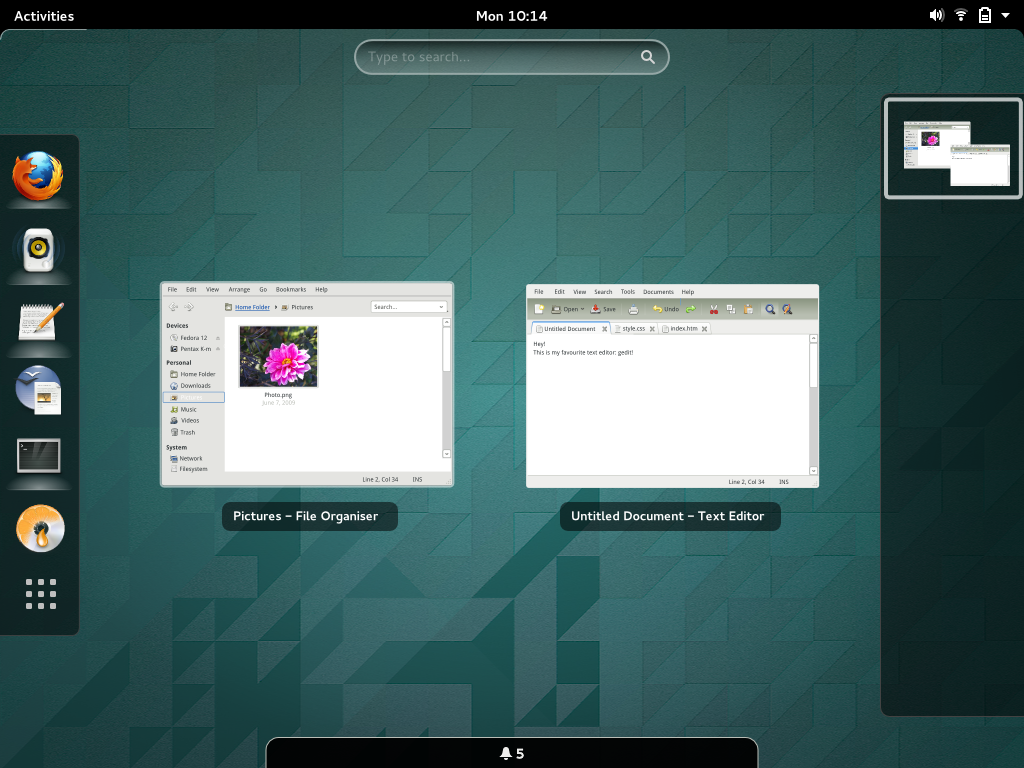 Activities
Mon 10:14
Type to search...
File Edit View Arrange Go Bookmarks Help
Home Folder Pictures Search...
Devices
Fedora 12
Pentax K-m
Personal
Home Folder
Downloads
Pictures
Music
Videos
Trash
System
Network
Filesystem
Photo.png
June 7, 2009
Line 2, Col 34 INS
Pictures – File Organiser
File Edit View Search Tools Documents Help
Open Save Undo
Untitled Document style.css index.htm
Hey!
This is my favourite text editor: gedit!
Line 2, Col 34 INS
Untitled Document – Text Editor
5